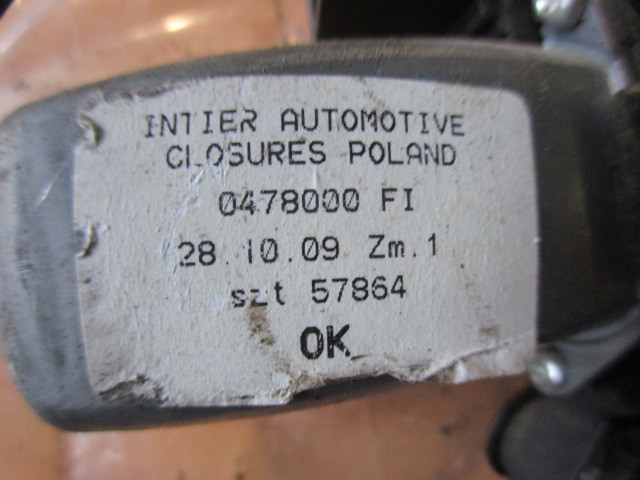 INTIER AUTOMOTIVE
CLOSURES POLAND
0478000 FI
28.10.09 Zm.1
szt 57864
OK